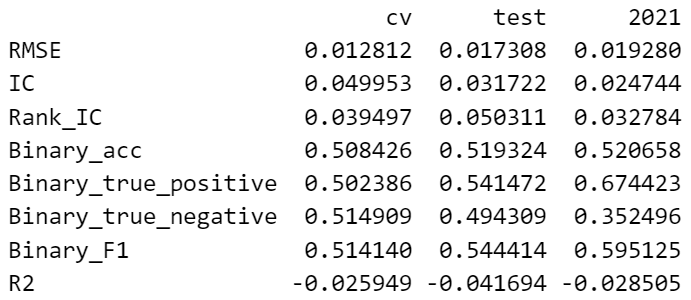 cv test 2021
RMSE 0.012812 0.017308 0.019280
IC 0.049953 0.031722 0.024744
Rank_IC 0.039497 0.050311 0.032784
Binary_acc 0.508426 0.519324 0.520658
Binary_true_positive 0.502386 0.541472 0.674423
Binary_true_negative 0.514909 0.494309 0.352496
Binary_F1 0.514140 0.544414 0.595125
R2 -0.025949 -0.041694 -0.028505